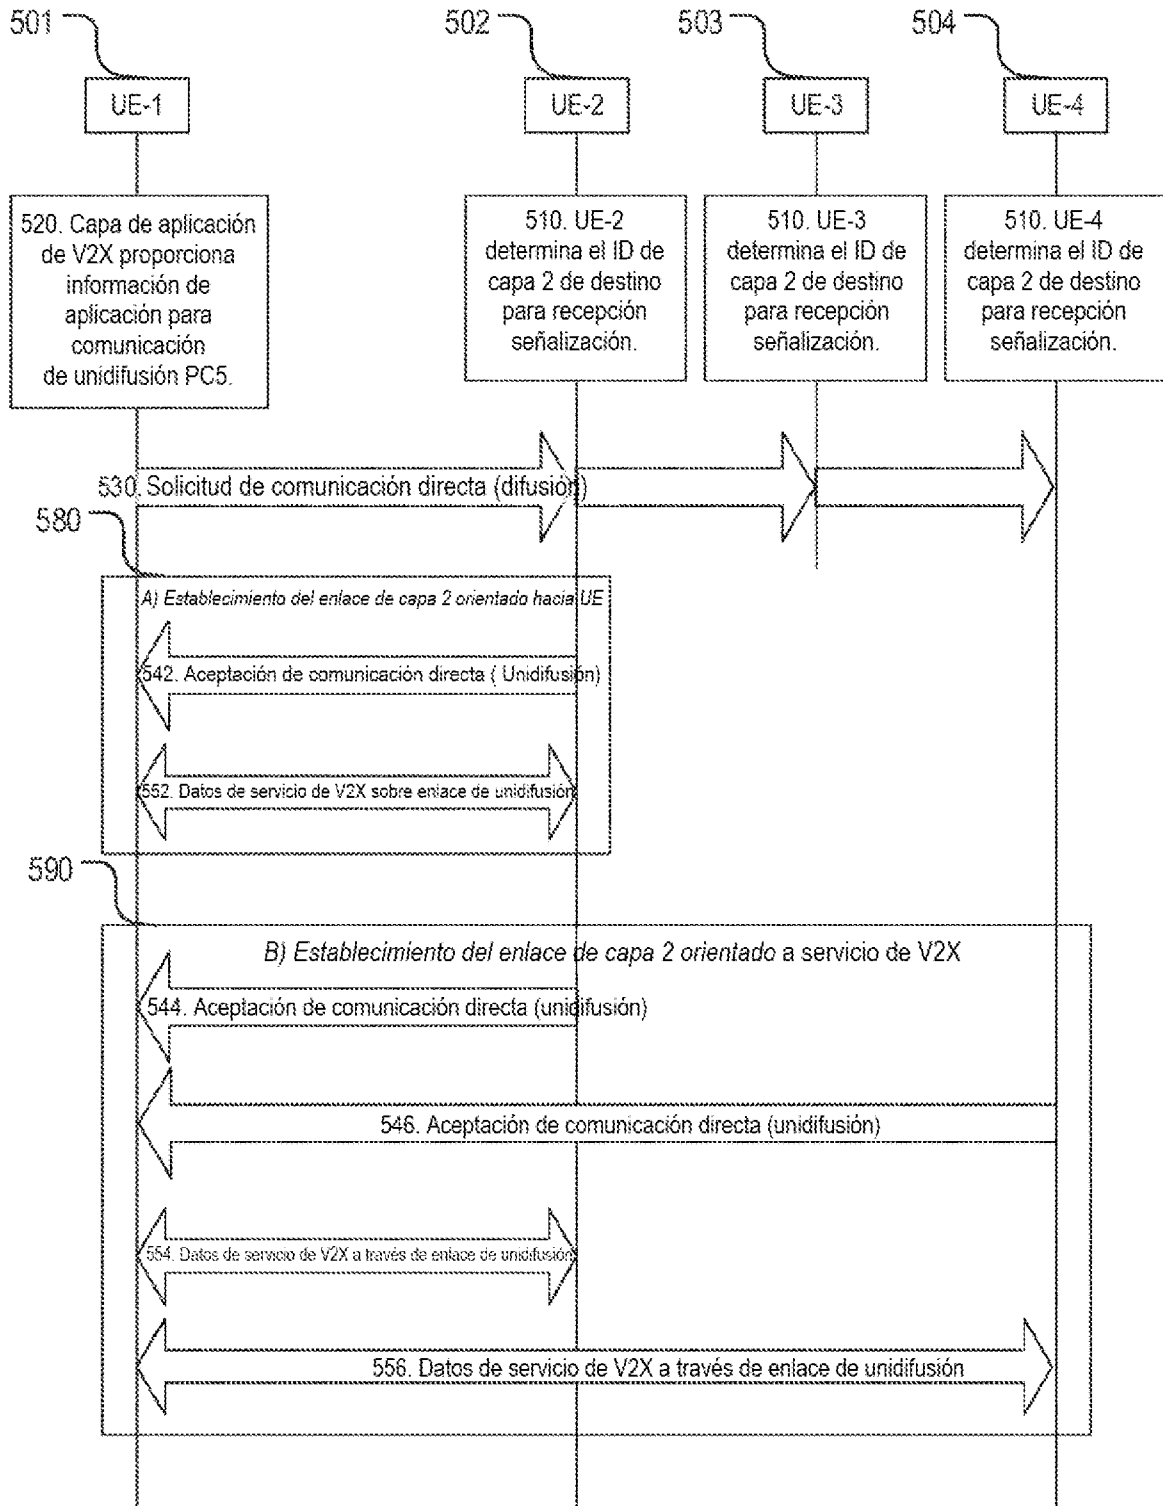 501
502
503
504
UE-1
UE-2
UE-3
UE-4
520. Capa de aplicación
de V2X proporciona
información de
aplicación para
comunicación
de unidifusión PC5.
510. UE-2
determina el ID de
capa 2 de destino
para recepción
señalización.
510. UE-3
determina el ID de
capa 2 de destino
para recepción
señalización.
510. UE-4
determina el ID de
capa 2 de destino
para recepción
señalización.
530. Solicitud de comunicación directa (difusión)
580
A) Establecimiento del enlace de capa 2 orientado hacia UE
542. Aceptación de comunicación directa ( Unidifusión)
552. Datos de servicio de V2X sobre enlace de unidifusión
590
B) Establecimiento del enlace de capa 2 orientado a servicio de V2X
544. Aceptación de comunicación directa (unidifusión)
546. Aceptación de comunicación directa (unidifusión)
554. Datos de servicio de V2X a través de enlace de unidifusión
556. Datos de servicio de V2X a través de enlace de unidifusión